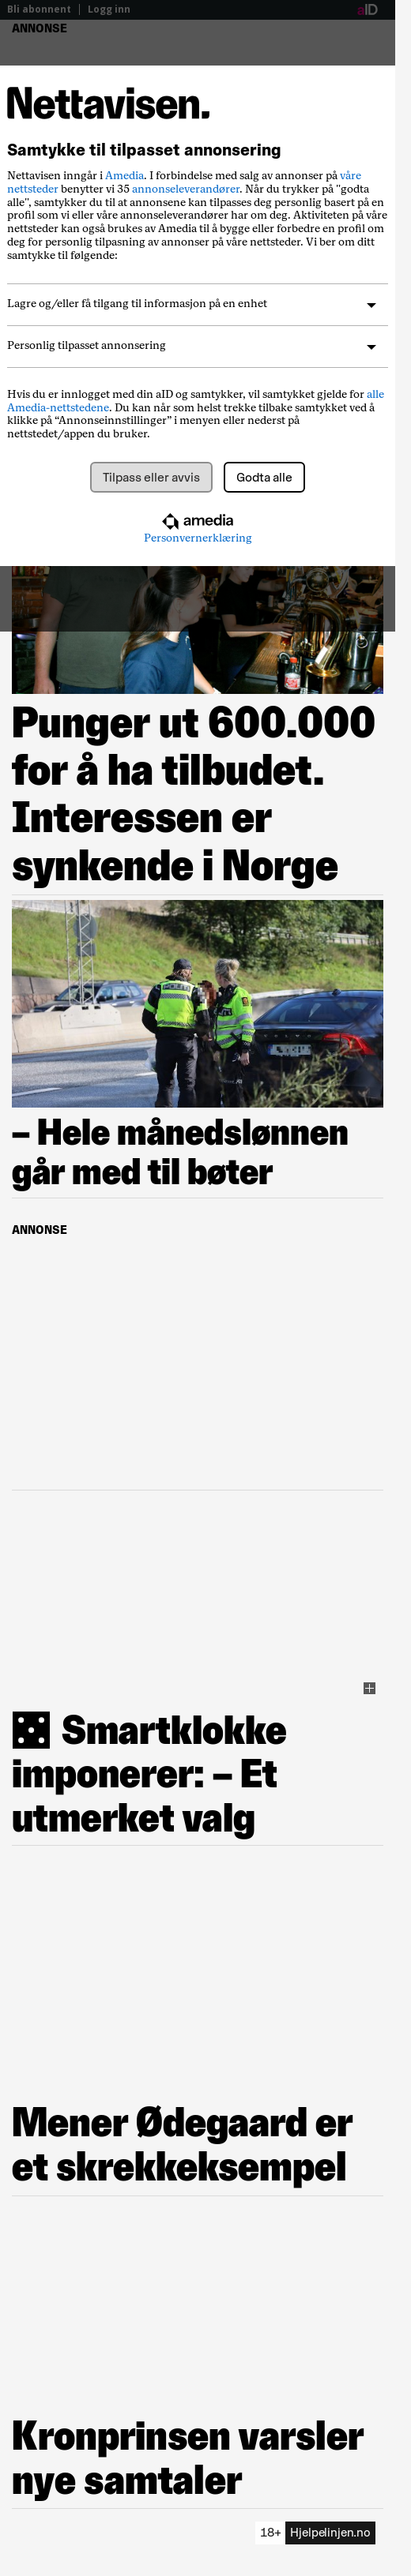 Bli abonnent | Logg inn
aID
ANNONSE
Nettavisen.
Samtykke til tilpasset annonsering
Nettavisen inngår i Amedia. I forbindelse med salg av annonser på våre
nettsteder benytter vi 35 annonseleverandører. Når du trykker på "godta
alle", samtykker du til at annonsene kan tilpasses deg personlig basert på en
profil som vi eller våre annonseleverandører har om deg. Aktiviteten på våre
nettsteder kan også brukes av Amedia til å bygge eller forbedre en profil om
deg for personlig tilpasning av annonser på våre nettsteder. Vi ber om ditt
samtykke til følgende:
Lagre og/eller få tilgang til informasjon på en enhet
Personlig tilpasset annonsering
Hvis du er innlogget med din aID og samtykker, vil samtykket gjelde for alle
Amedia-nettstedene. Du kan når som helst trekke tilbake samtykket ved å
klikke på “Annonseinnstillinger” i menyen eller nederst på
nettstedet/appen du bruker.
Tilpass eller avvis
Godta alle
amedia
Personvernerklæring
Punger ut 600.000
for å ha tilbudet.
Interessen er
synkende i Norge
– Hele månedslønnen
går med til bøter
ANNONSE
Smartklokke
imponerer: – Et
utmerket valg
Mener Ødegaard er
et skrekkeksempel
Kronprinsen varsler
nye samtaler
18+ Hjelpelinjen.no